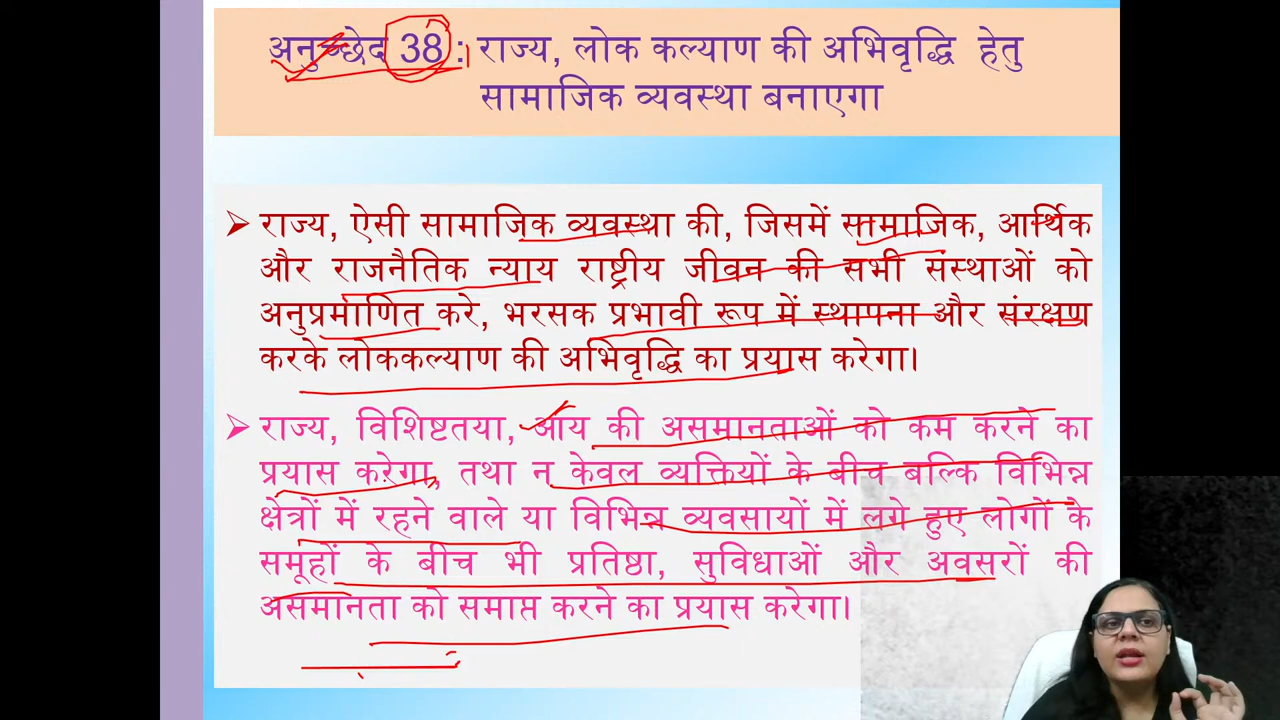 अनुच्छेद 38 : राज्य, लोक कल्याण की अभिवृद्धि हेतु
सामाजिक व्यवस्था बनाएगा
राज्य, ऐसी सामाजिक व्यवस्था की, जिसमें सामाजिक, आर्थिक
और राजनैतिक न्याय राष्ट्रीय जीवन की सभी संस्थाओं को
अनुप्रमाणित करे, भरसक प्रभावी रूप में स्थापना और संरक्षण
करके लोककल्याण की अभिवृद्धि का प्रयास करेगा।
राज्य, विशिष्टतया, आय की असमानताओं को कम करने का
प्रयास करेगा, तथा न केवल व्यक्तियों के बीच बल्कि विभिन्न
क्षेत्रों में रहने वाले या विभिन्न व्यवसायों में लगे हुए लोगों के
समूहों के बीच भी प्रतिष्ठा, सुविधाओं और अवसरों की
असमानता को समाप्त करने का प्रयास करेगा।